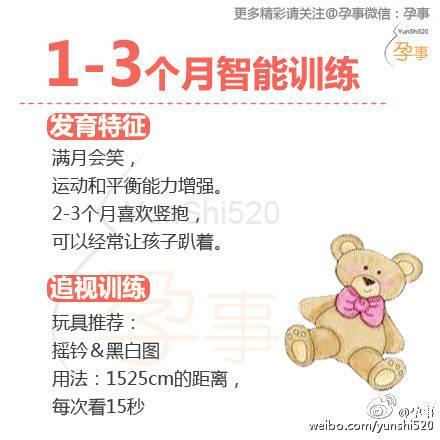 更多精彩请关注@孕事微信：孕事
YunShi520
孕事
1-3个月智能训练
发育特征
满月会笑，
运动和平衡能力增强。
2-3个月喜欢竖抱，
可以经常让孩子趴着。
YunShi520
追视训练
孕事
玩具推荐：
摇铃＆黑白图
用法：1525cm的距离，
每次看15秒
@孕事
weibo.com/yunshi520